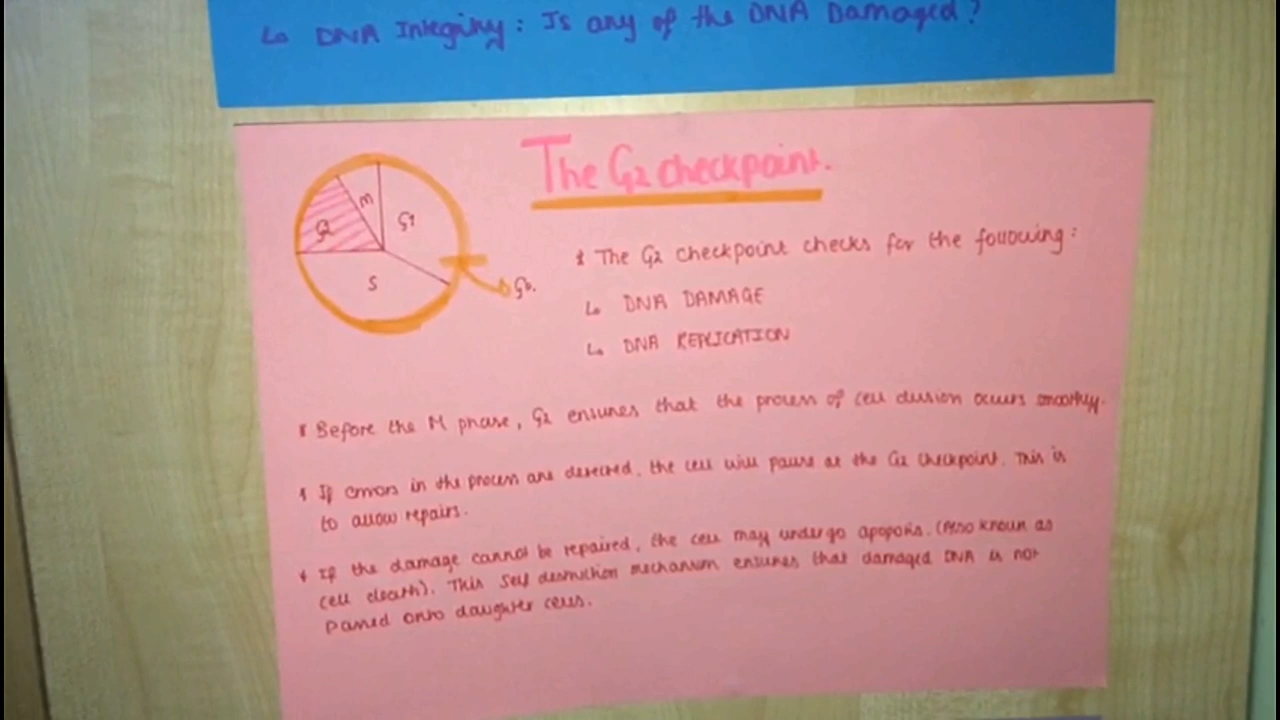 ↳ DNA Integrity: Is any of the DNA Damaged?
The G2 checkpoint.
M
G1
G2
S
G0.
* The G2 checkpoint checks for the following:
↳ DNA DAMAGE
↳ DNA REPLICATION
* Before the M phase, G2 ensures that the process of cell division occurs smoothly.
* If errors in the process are detected, the cell will pause at the G2 checkpoint. This is
to allow repairs.
* If the damage cannot be repaired, the cell may undergo apoptosis. (Also known as
cell death). This self destruction mechanism ensures that damaged DNA is not
passed onto daughter cells.